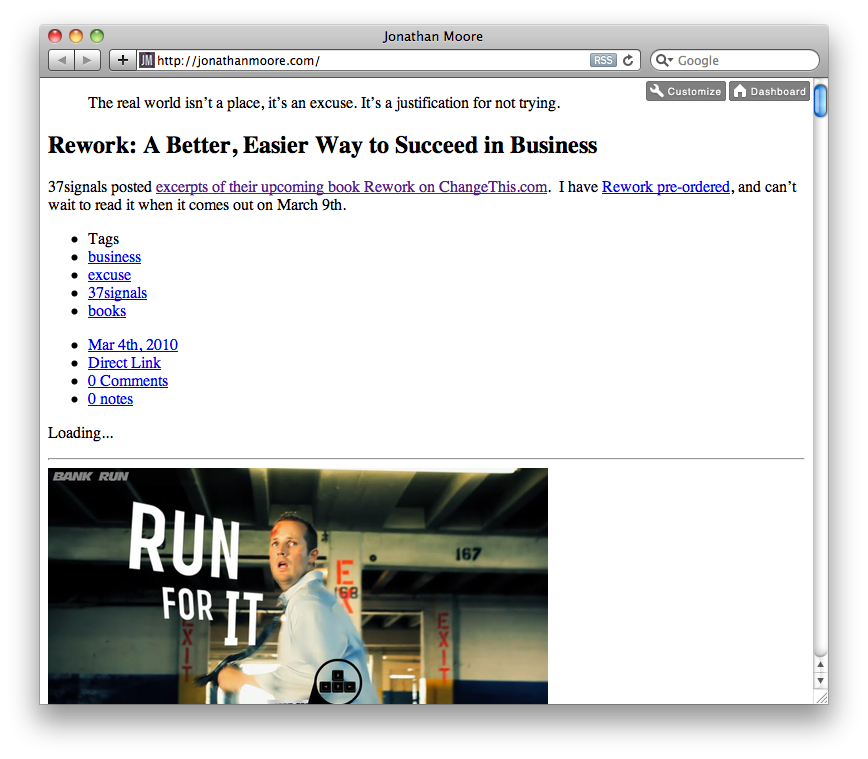 Jonathan Moore
JM http://jonathanmoore.com/ RSS Google
Customize Dashboard
The real world isn’t a place, it’s an excuse. It’s a justification for not trying.
Rework: A Better, Easier Way to Succeed in Business
37signals posted excerpts of their upcoming book Rework on ChangeThis.com.  I have Rework pre-ordered, and can’t
wait to read it when it comes out on March 9th.
Tags
business
excuse
37signals
books
Mar 4th, 2010
Direct Link
0 Comments
0 notes
Loading...
BANK RUN
RUN
FOR IT
167
EXIT
168
EXIT
EXIT